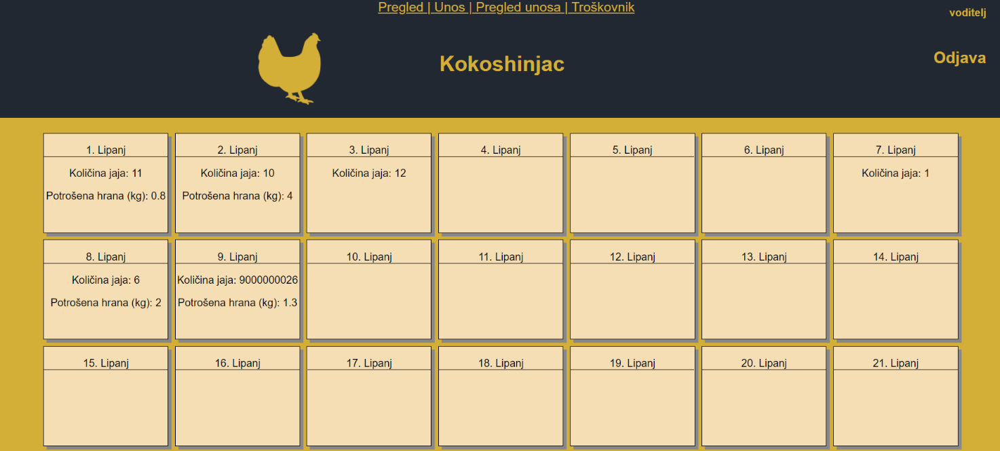 Pregled | Unos | Pregled unosa | Troškovnik
voditelj
Kokoshinjac
Odjava
1. Lipanj
Količina jaja: 11
Potrošena hrana (kg): 0.8
2. Lipanj
Količina jaja: 10
Potrošena hrana (kg): 4
3. Lipanj
Količina jaja: 12
4. Lipanj
5. Lipanj
6. Lipanj
7. Lipanj
Količina jaja: 1
8. Lipanj
Količina jaja: 6
Potrošena hrana (kg): 2
9. Lipanj
Količina jaja: 9000000026
Potrošena hrana (kg): 1.3
10. Lipanj
11. Lipanj
12. Lipanj
13. Lipanj
14. Lipanj
15. Lipanj
16. Lipanj
17. Lipanj
18. Lipanj
19. Lipanj
20. Lipanj
21. Lipanj